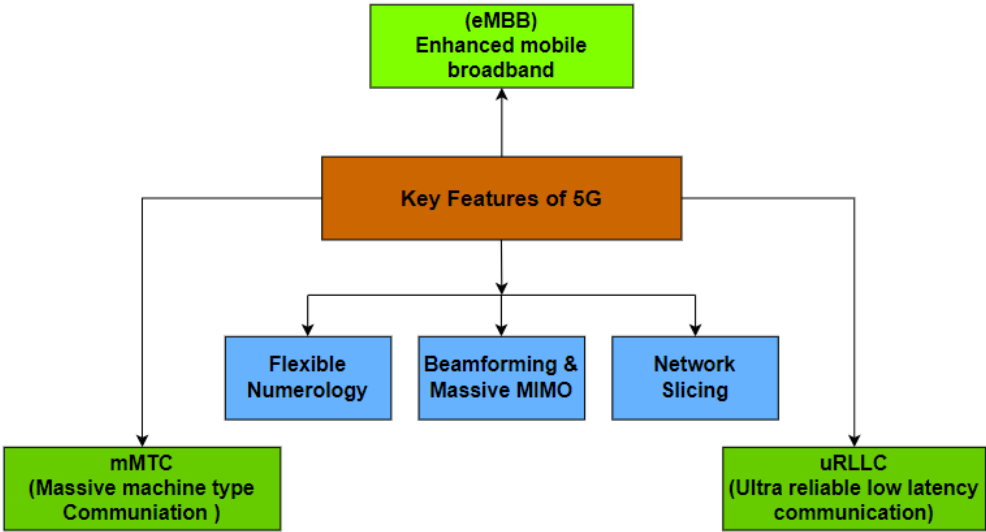 (eMBB)
Enhanced mobile
broadband
Key Features of 5G
Flexible
Numerology
Beamforming &
Massive MIMO
Network
Slicing
mMTC
(Massive machine type
Communiation )
uRLLC
(Ultra reliable low latency
communication)